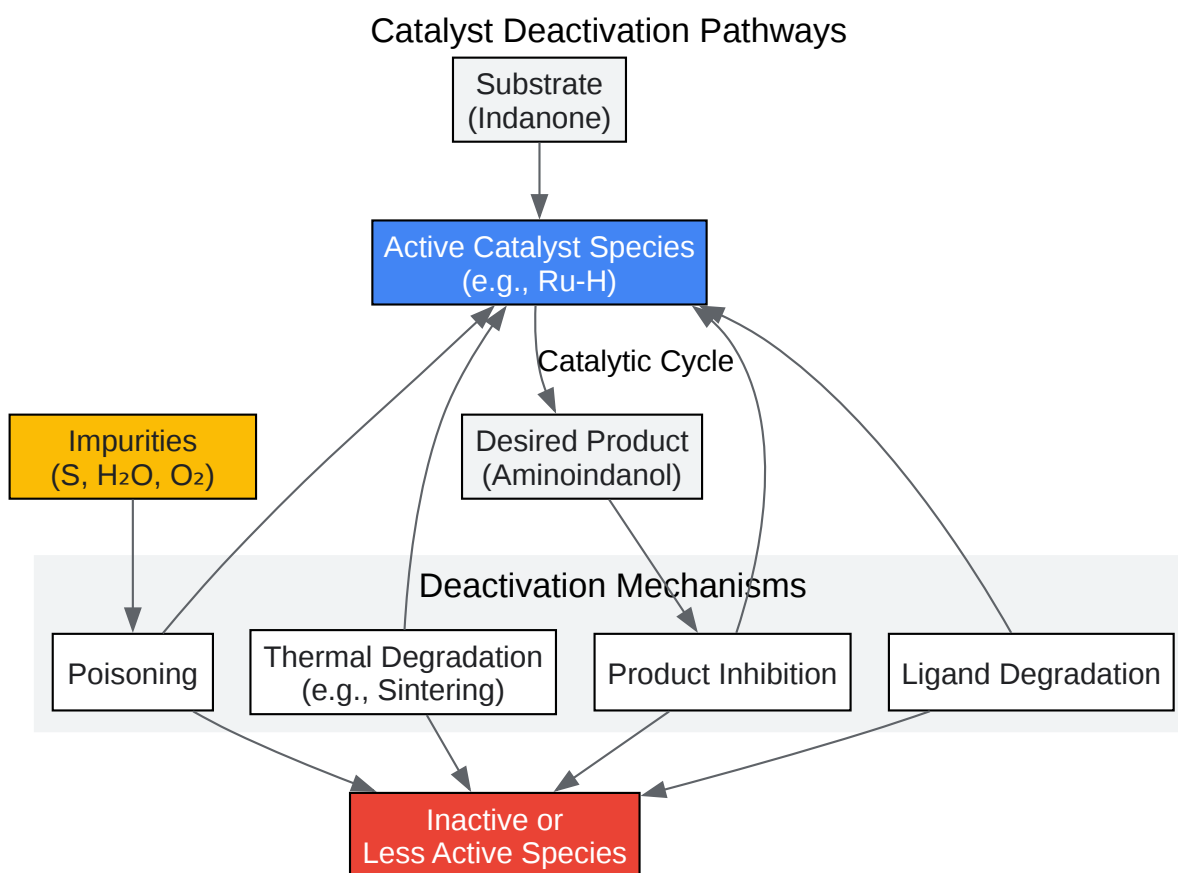 Catalyst Deactivation Pathways
Substrate
(Indanone)
Active Catalyst Species
(e.g., Ru-H)
Catalytic Cycle
Impurities
(S, H₂O, O₂)
Desired Product
(Aminoindanol)
Deactivation Mechanisms
Poisoning
Thermal Degradation
(e.g., Sintering)
Product Inhibition
Ligand Degradation
Inactive or
Less Active Species